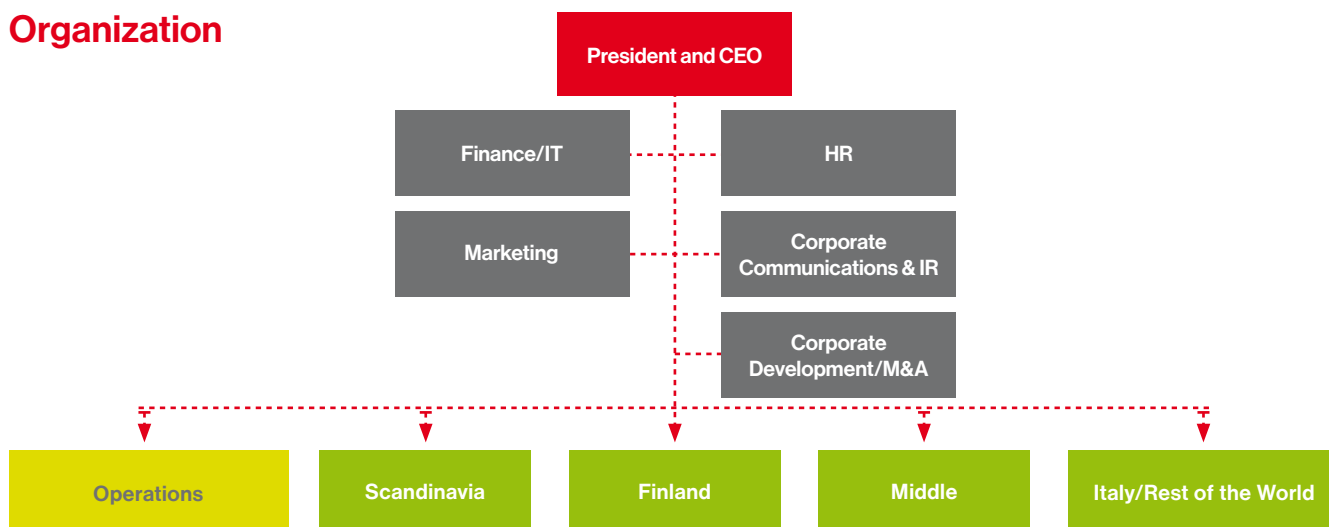 Organization
President and CEO
Finance/IT
HR
Marketing
Corporate
Communications & IR
Corporate
Development/M&A
Operations
Scandinavia
Finland
Middle
Italy/Rest of the World